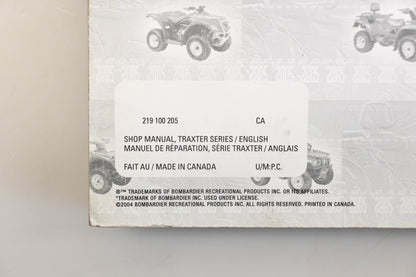 2005 2005
219 100 205 CA
SHOP MANUAL, TRAXTER SERIES / ENGLISH
MANUEL DE RÉPARATION, SÉRIE TRAXTER / ANGLAIS
FAIT AU / MADE IN CANADA U/M:P.C.
®™ TRADEMARKS OF BOMBARDIER RECREATIONAL PRODUCTS INC. OR ITS AFFILIATES.
*TRADEMARK OF BOMBARDIER INC. USED UNDER LICENSE.
©2004 BOMBARDIER RECREATIONAL PRODUCTS INC. ALL RIGHTS RESERVED. PRINTED IN CANADA.